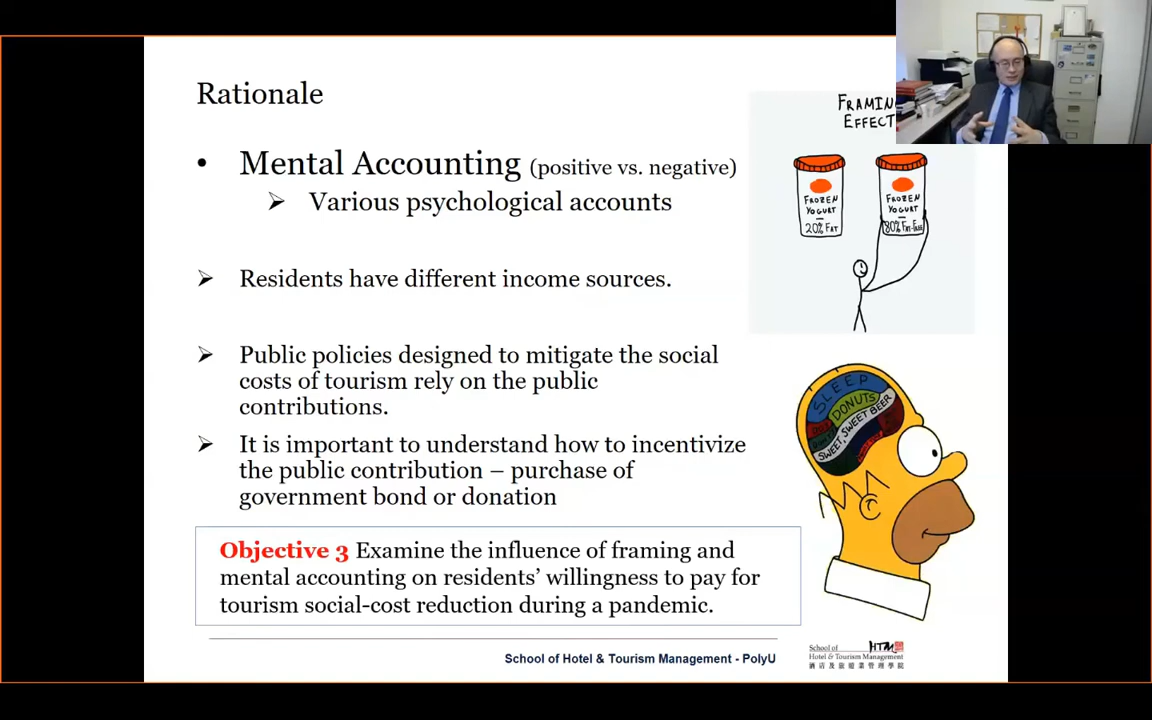 Rationale
FRAMIN
EFFECT
• Mental Accounting (positive vs. negative)
➢ Various psychological accounts
FROZEN
YOGURT
20% FAT
FROZEN
YOGURT
80% FAT-FREE
➢ Residents have different income sources.
➢ Public policies designed to mitigate the social
costs of tourism rely on the public
contributions.
➢ It is important to understand how to incentivize
the public contribution – purchase of
government bond or donation
SLEEP
DONUTS
SWEET, SWEET BEER
Objective 3 Examine the influence of framing and
mental accounting on residents’ willingness to pay for
tourism social-cost reduction during a pandemic.
School of Hotel & Tourism Management - PolyU
School of
Hotel & Tourism Management
HTM
酒店及旅遊業管理學院